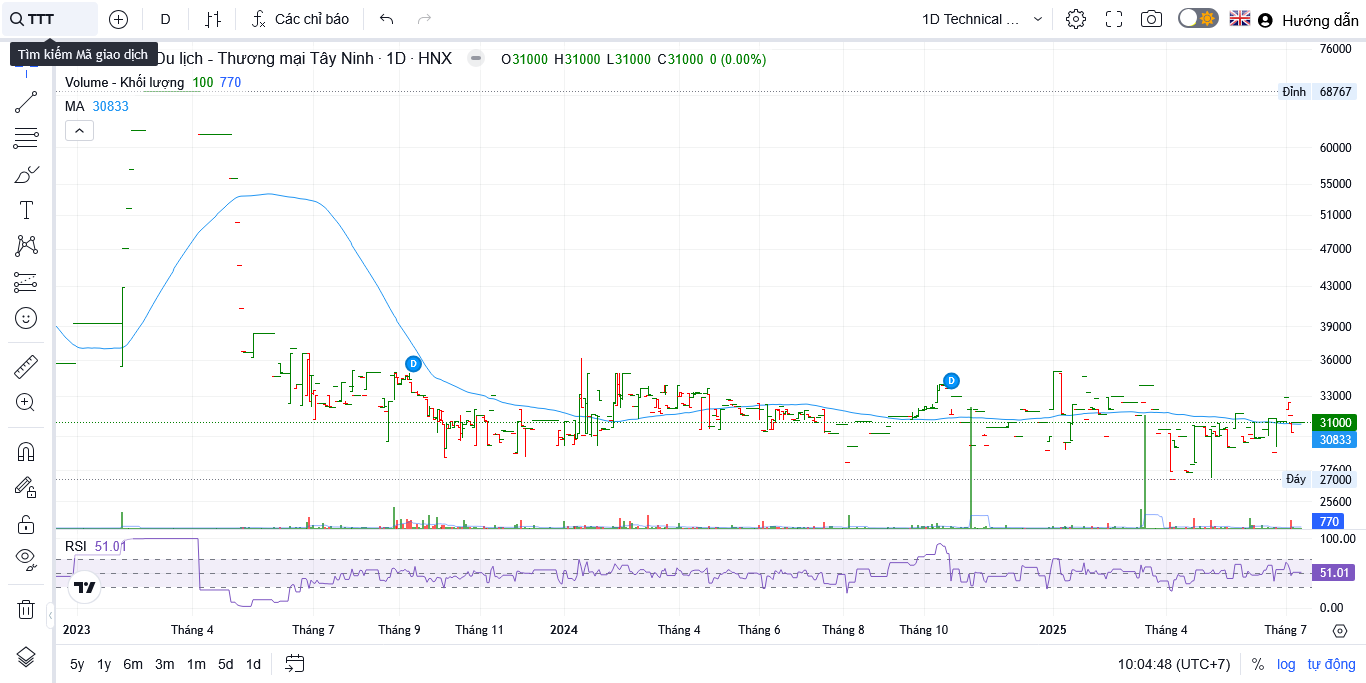 TTT D Các chỉ báo 1D Technical ... Hướng dẫn
Tìm kiếm Mã giao dịch
Du lịch - Thương mại Tây Ninh · 1D · HNX O31000 H31000 L31000 C31000 0 (0.00%)
Volume - Khối lượng 100 770
MA 30833
76000
Đỉnh 68767
60000
55000
51000
47000
43000
39000
36000
33000
31000
30833
27600
Đáy 27000
25600
770
D
D
RSI 51.01
100.00
51.01
0.00
2023 Tháng 4 Tháng 7 Tháng 9 Tháng 11 2024 Tháng 4 Tháng 6 Tháng 8 Tháng 10 2025 Tháng 4 Tháng 7
5y 1y 6m 3m 1m 5d 1d 10:04:48 (UTC+7) % log tự động